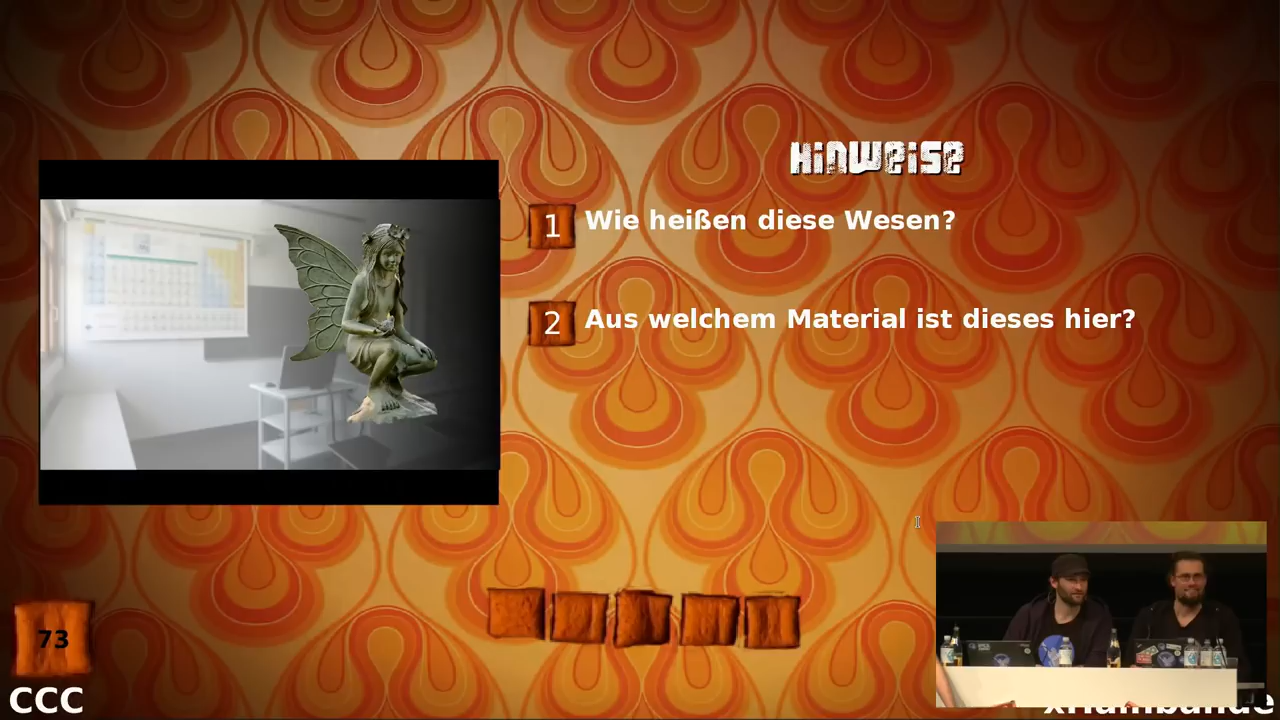 Hinweise
1 Wie heißen diese Wesen?
2 Aus welchem Material ist dieses hier?
73
CCC